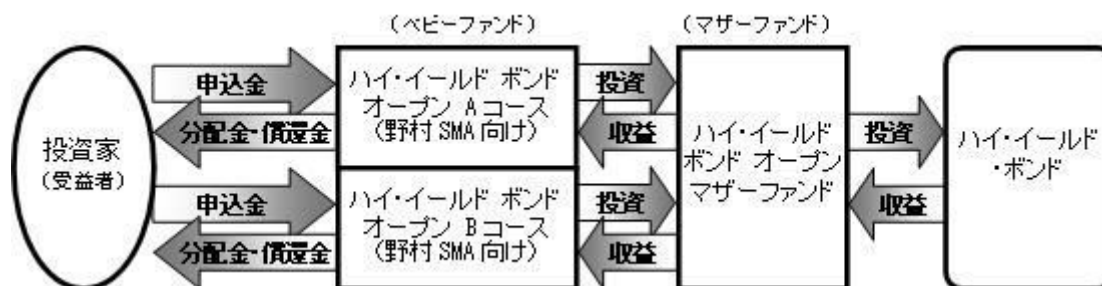 (ベビーファンド)
(マザーファンド)
投資家
(受益者)
申込金
分配金・償還金
申込金
分配金・償還金
ハイ・イールド ボンド
オープン Aコース
(野村SMA向け)
ハイ・イールド ボンド
オープン Bコース
(野村SMA向け)
投資
収益
投資
収益
ハイ・イールド
ボンド オープン
マザーファンド
投資
収益
ハイ・イールド
・ボンド